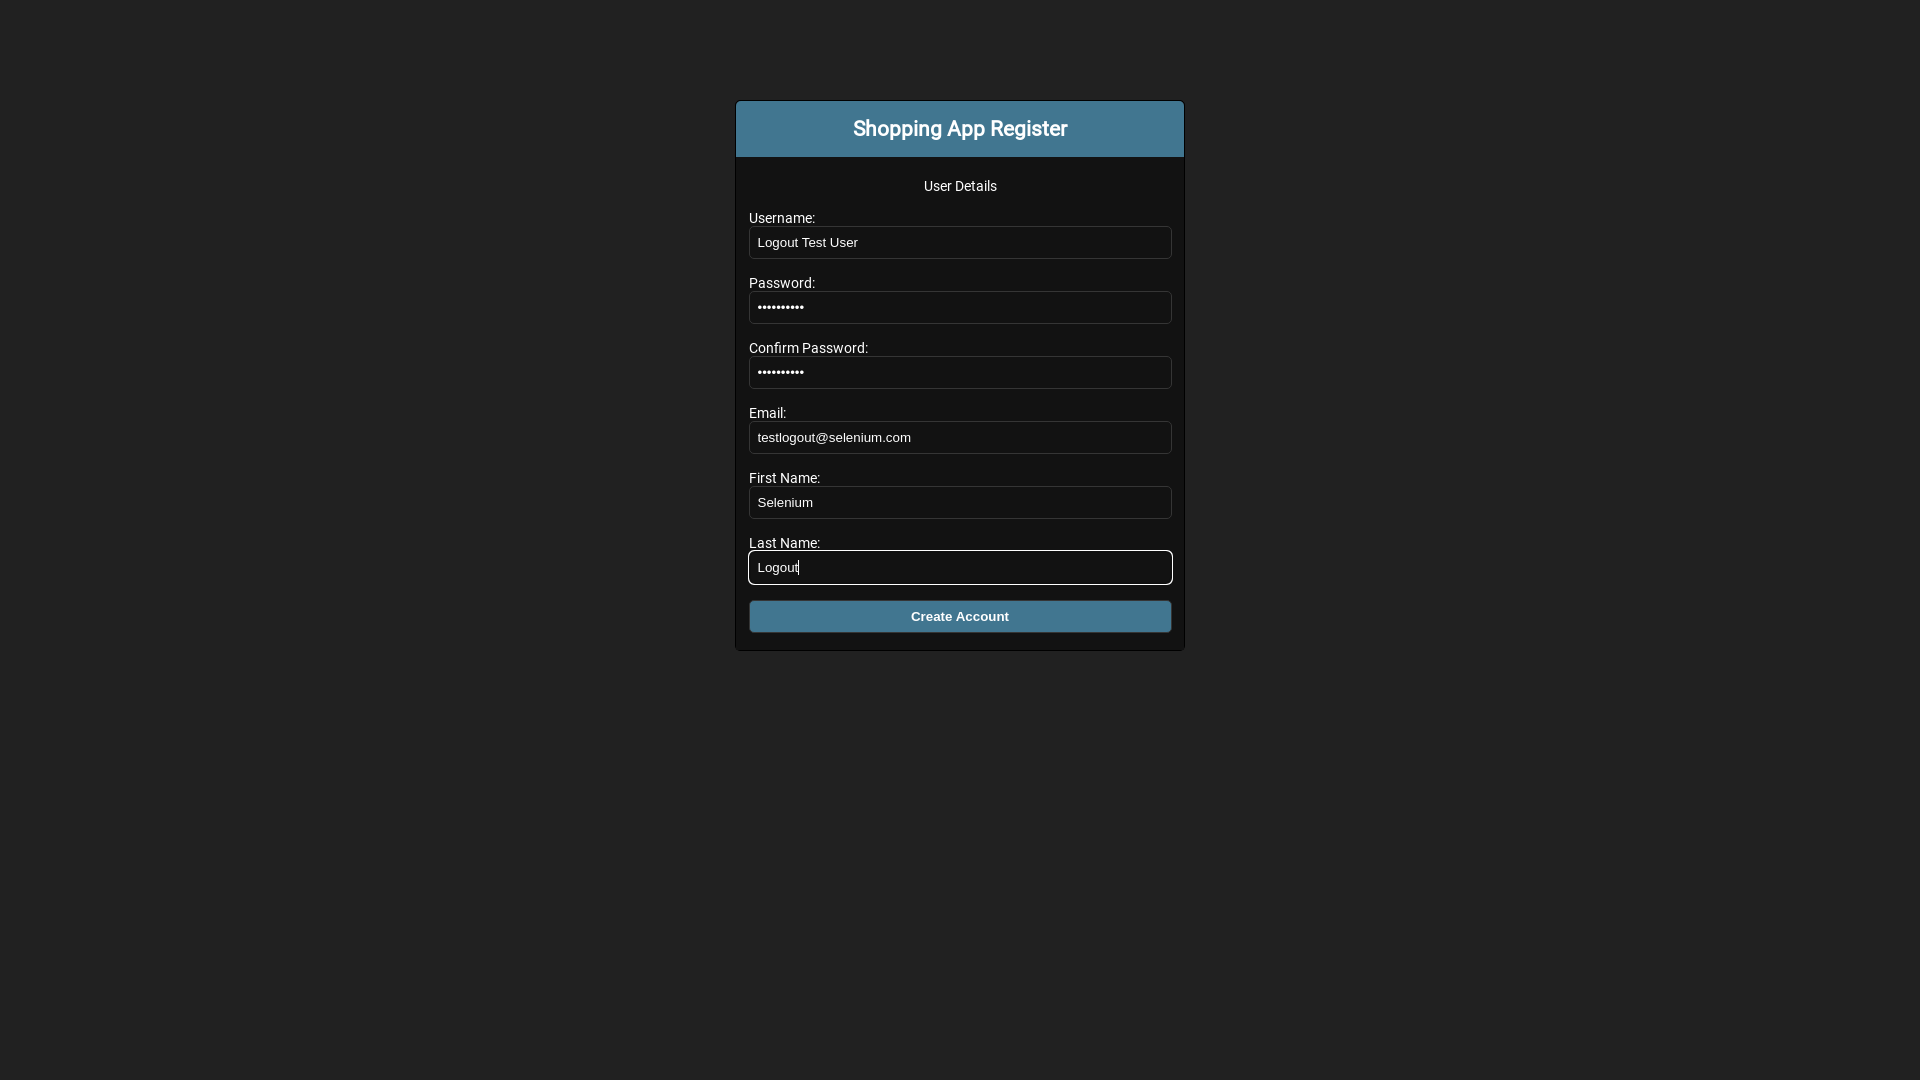 Shopping App Register
User Details
Username:
Logout Test User
Password:
••••••••••
Confirm Password:
••••••••••
Email:
testlogout@selenium.com
First Name:
Selenium
Last Name:
Logout
Create Account